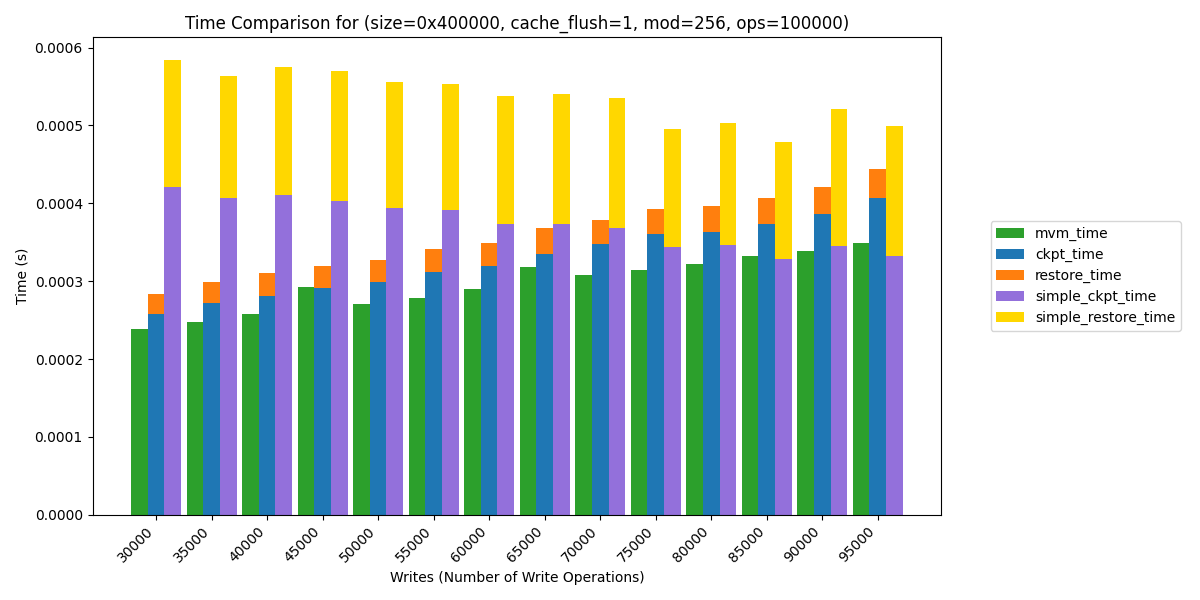 Time Comparison for (size=0x400000, cache_flush=1, mod=256, ops=100000)
Time (s)
0.0006
0.0005
0.0004
0.0003
0.0002
0.0001
0.0000
30000
35000
40000
45000
50000
55000
60000
65000
70000
75000
80000
85000
90000
95000
Writes (Number of Write Operations)
mvm_time
ckpt_time
restore_time
simple_ckpt_time
simple_restore_time